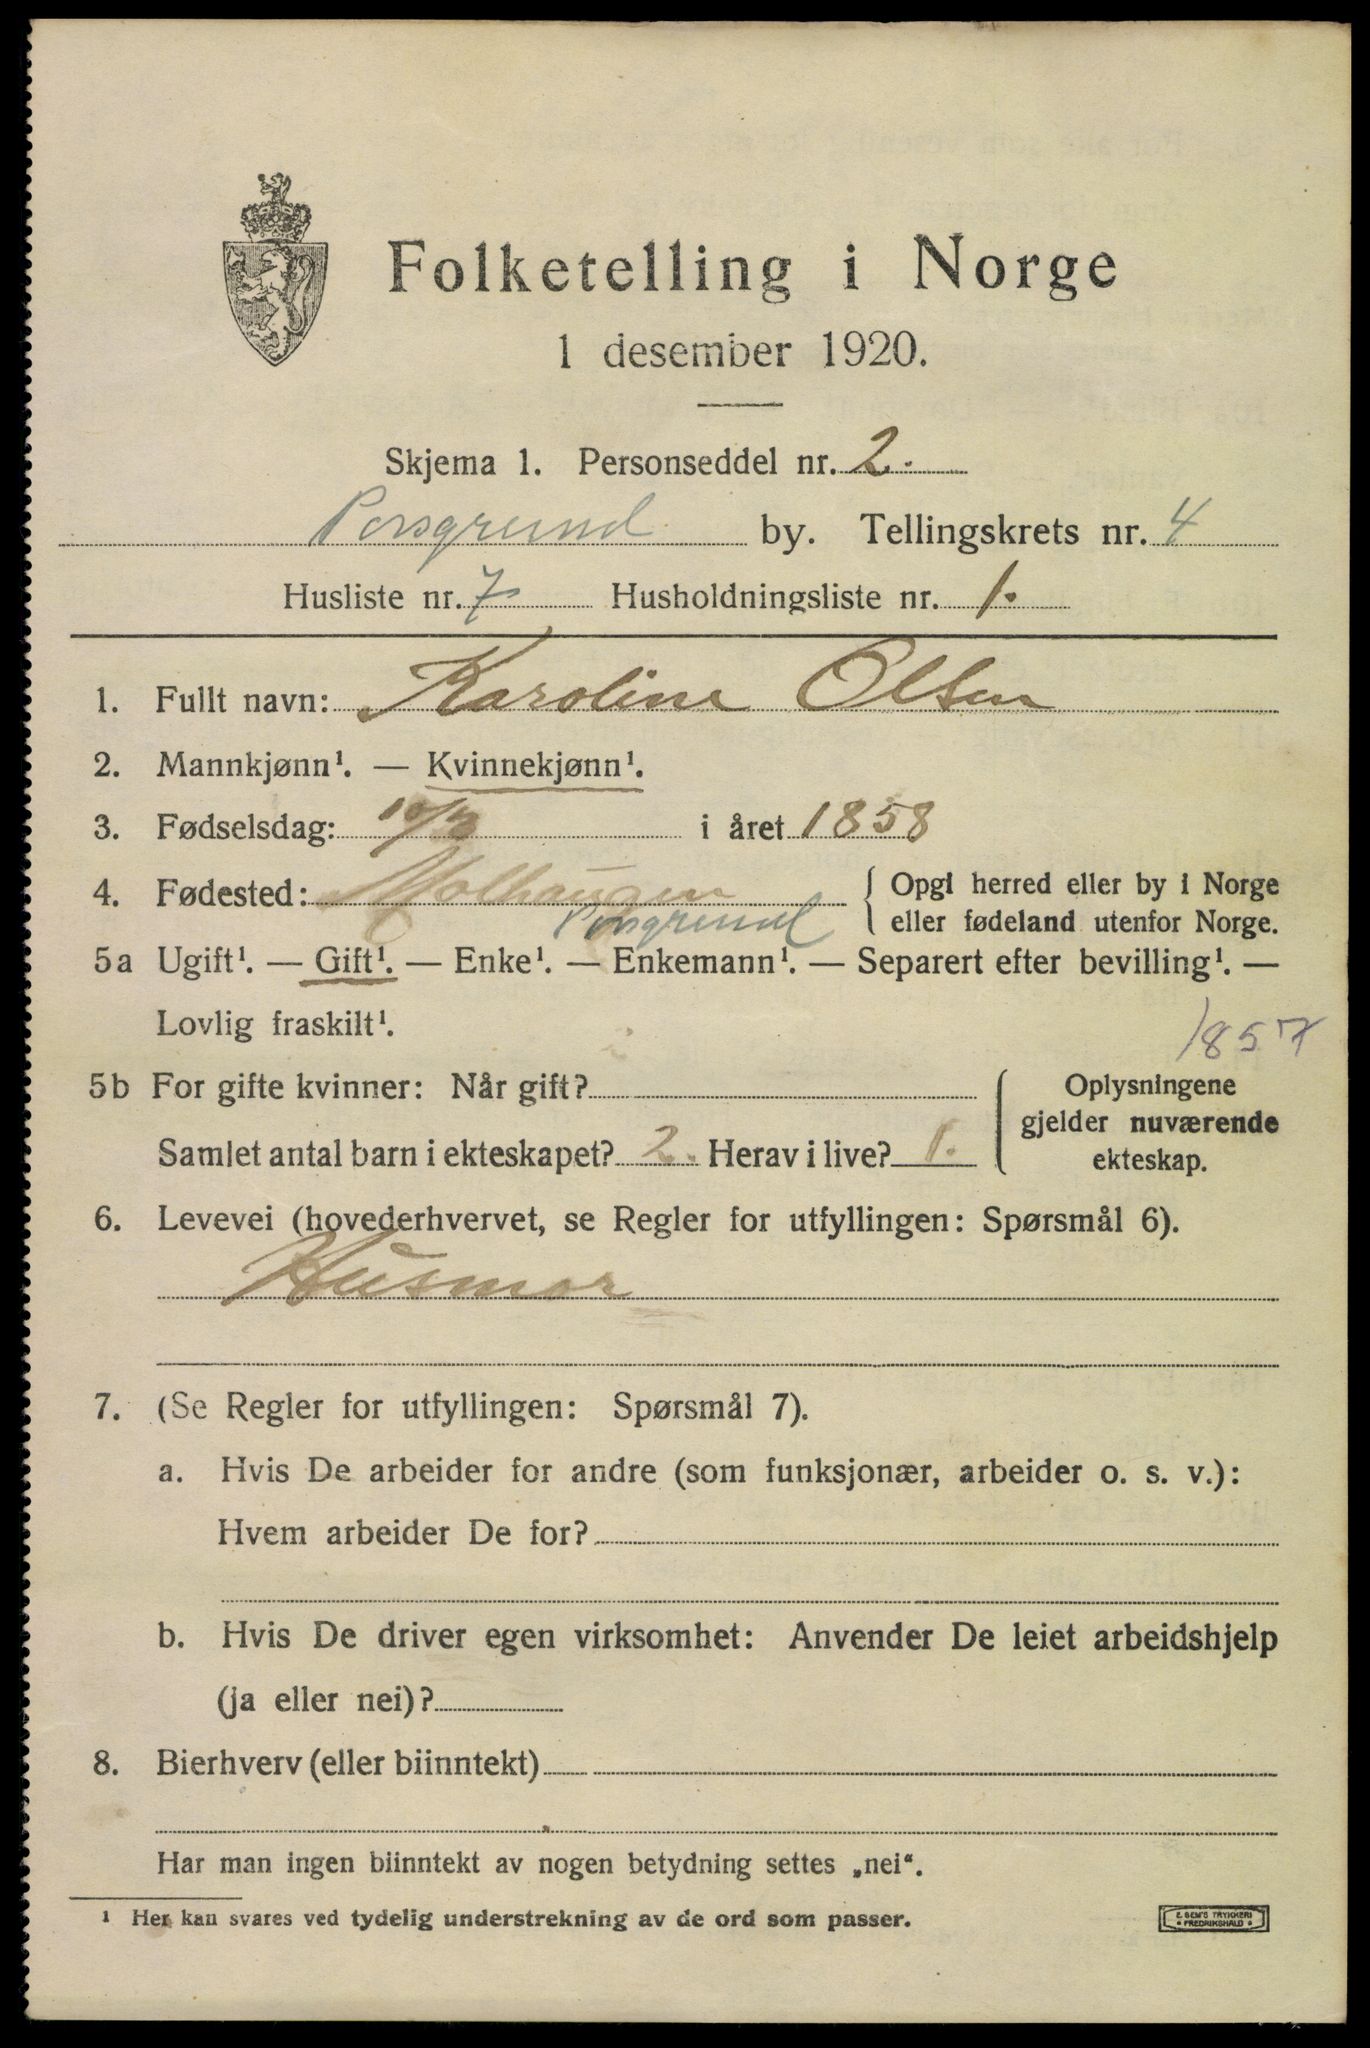 Folketelling i Norge
1 desember 1920.
Skjema 1. Personseddel nr. 2.
Porsgrund by. Tellingskrets nr. 4
Husliste nr. 7 Husholdningsliste nr. 1.
1. Fullt navn: Karoline Olsen
2. Mannkjønn¹. — Kvinnekjønn¹.
3. Fødselsdag: i året 1858
4. Fødested: Molhaugen { Opgi herred eller by i Norge
Porsgrund eller fødeland utenfor Norge.
5a Ugift¹. — Gift¹. — Enke¹. — Enkemann¹. — Separert efter bevilling¹. —
Lovlig fraskilt¹.
1857
5b For gifte kvinner: Når gift? { Oplysningene
gjelder nuværende
Samlet antal barn i ekteskapet? 2. Herav i live? 1. ekteskap.
6. Levevei (hovederhvervet, se Regler for utfyllingen: Spørsmål 6).
Husmor
7. (Se Regler for utfyllingen: Spørsmål 7).
a. Hvis De arbeider for andre (som funksjonær, arbeider o. s. v.):
Hvem arbeider De for?
b. Hvis De driver egen virksomhet: Anvender De leiet arbeidshjelp
(ja eller nei)?
8. Bierhverv (eller biinntekt)
Har man ingen biinntekt av nogen betydning settes „nei“.
¹ Her kan svares ved tydelig understrekning av de ord som passer.
E. SEM'S TRYKKERI
• FREDRIKSHALD •